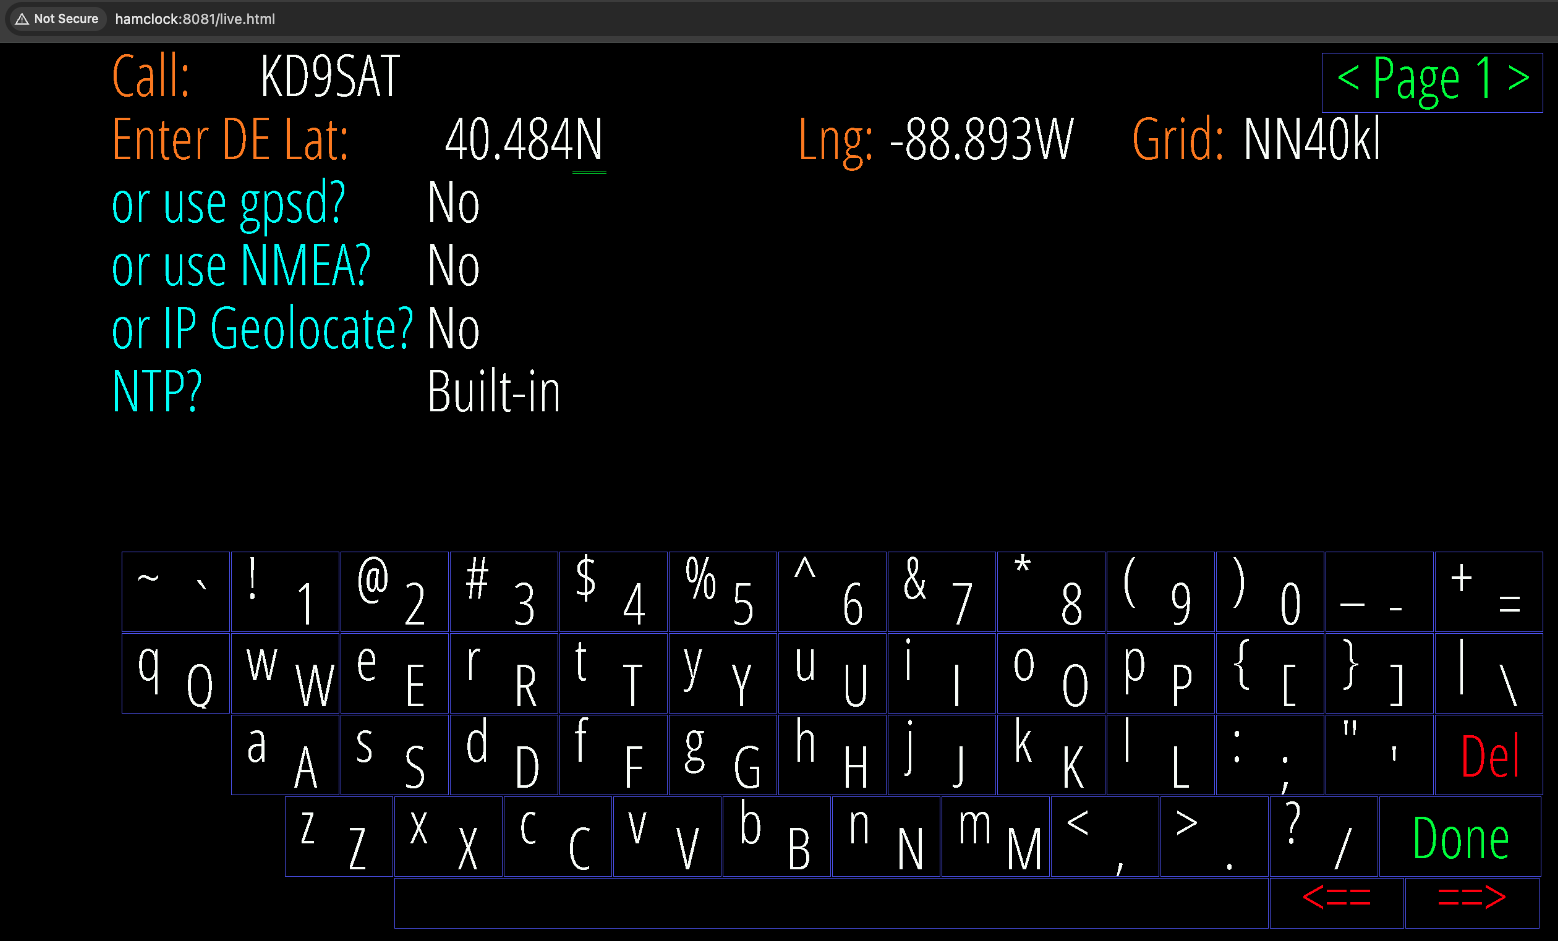 Not Secure hamclock:8081/live.html
Call: KD9SAT < Page 1 >
Enter DE Lat: 40.484N Lng: -88.893W Grid: NN40kl
or use gpsd? No
or use NMEA? No
or IP Geolocate? No
NTP? Built-in
~ ` ! 1 @ 2 # 3 $ 4 % 5 ^ 6 & 7 * 8 ( 9 ) 0 _ - + =
q Q w W e E r R t T y Y u U i I o O p P { [ } ] | \
a A s S d D f F g G h H j J k K l L : ; " ' Del
z Z x X c C v V b B n N m M < , > . ? / Done
<== ==>